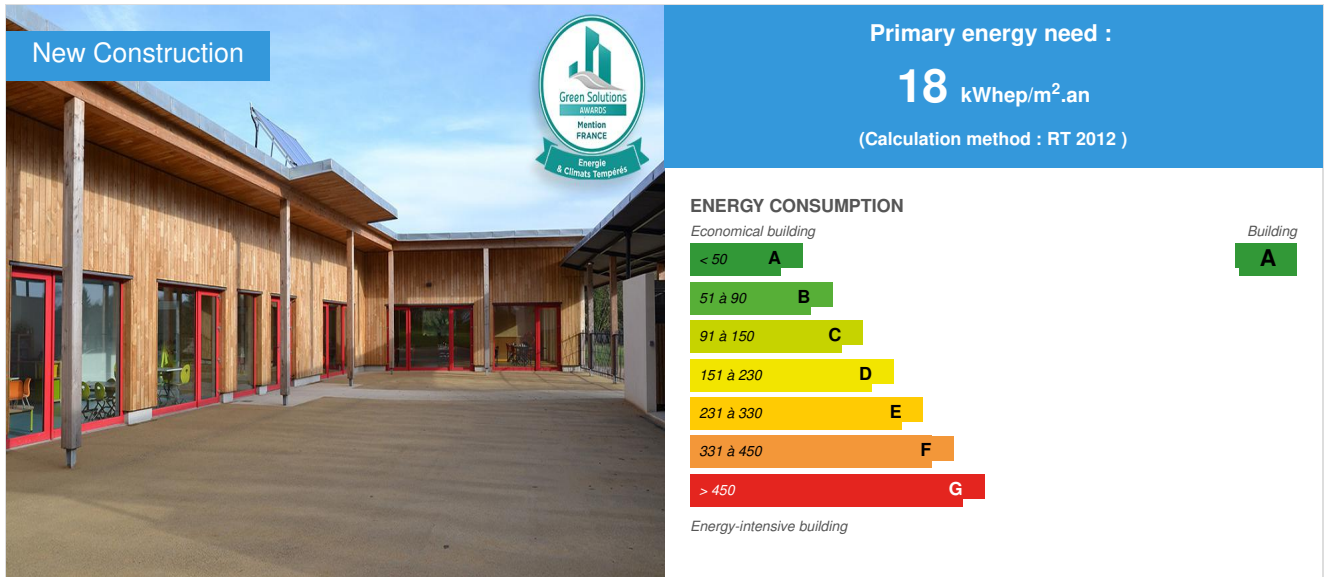 New Construction
Green Solutions
AWARDS
Mention
FRANCE
Energie
& Climats Tempérés
Primary energy need :
18 kWhep/m².an
(Calculation method : RT 2012 )
ENERGY CONSUMPTION
Economical building
Building
< 50 A
A
51 à 90 B
91 à 150 C
151 à 230 D
231 à 330 E
331 à 450 F
> 450 G
Energy-intensive building